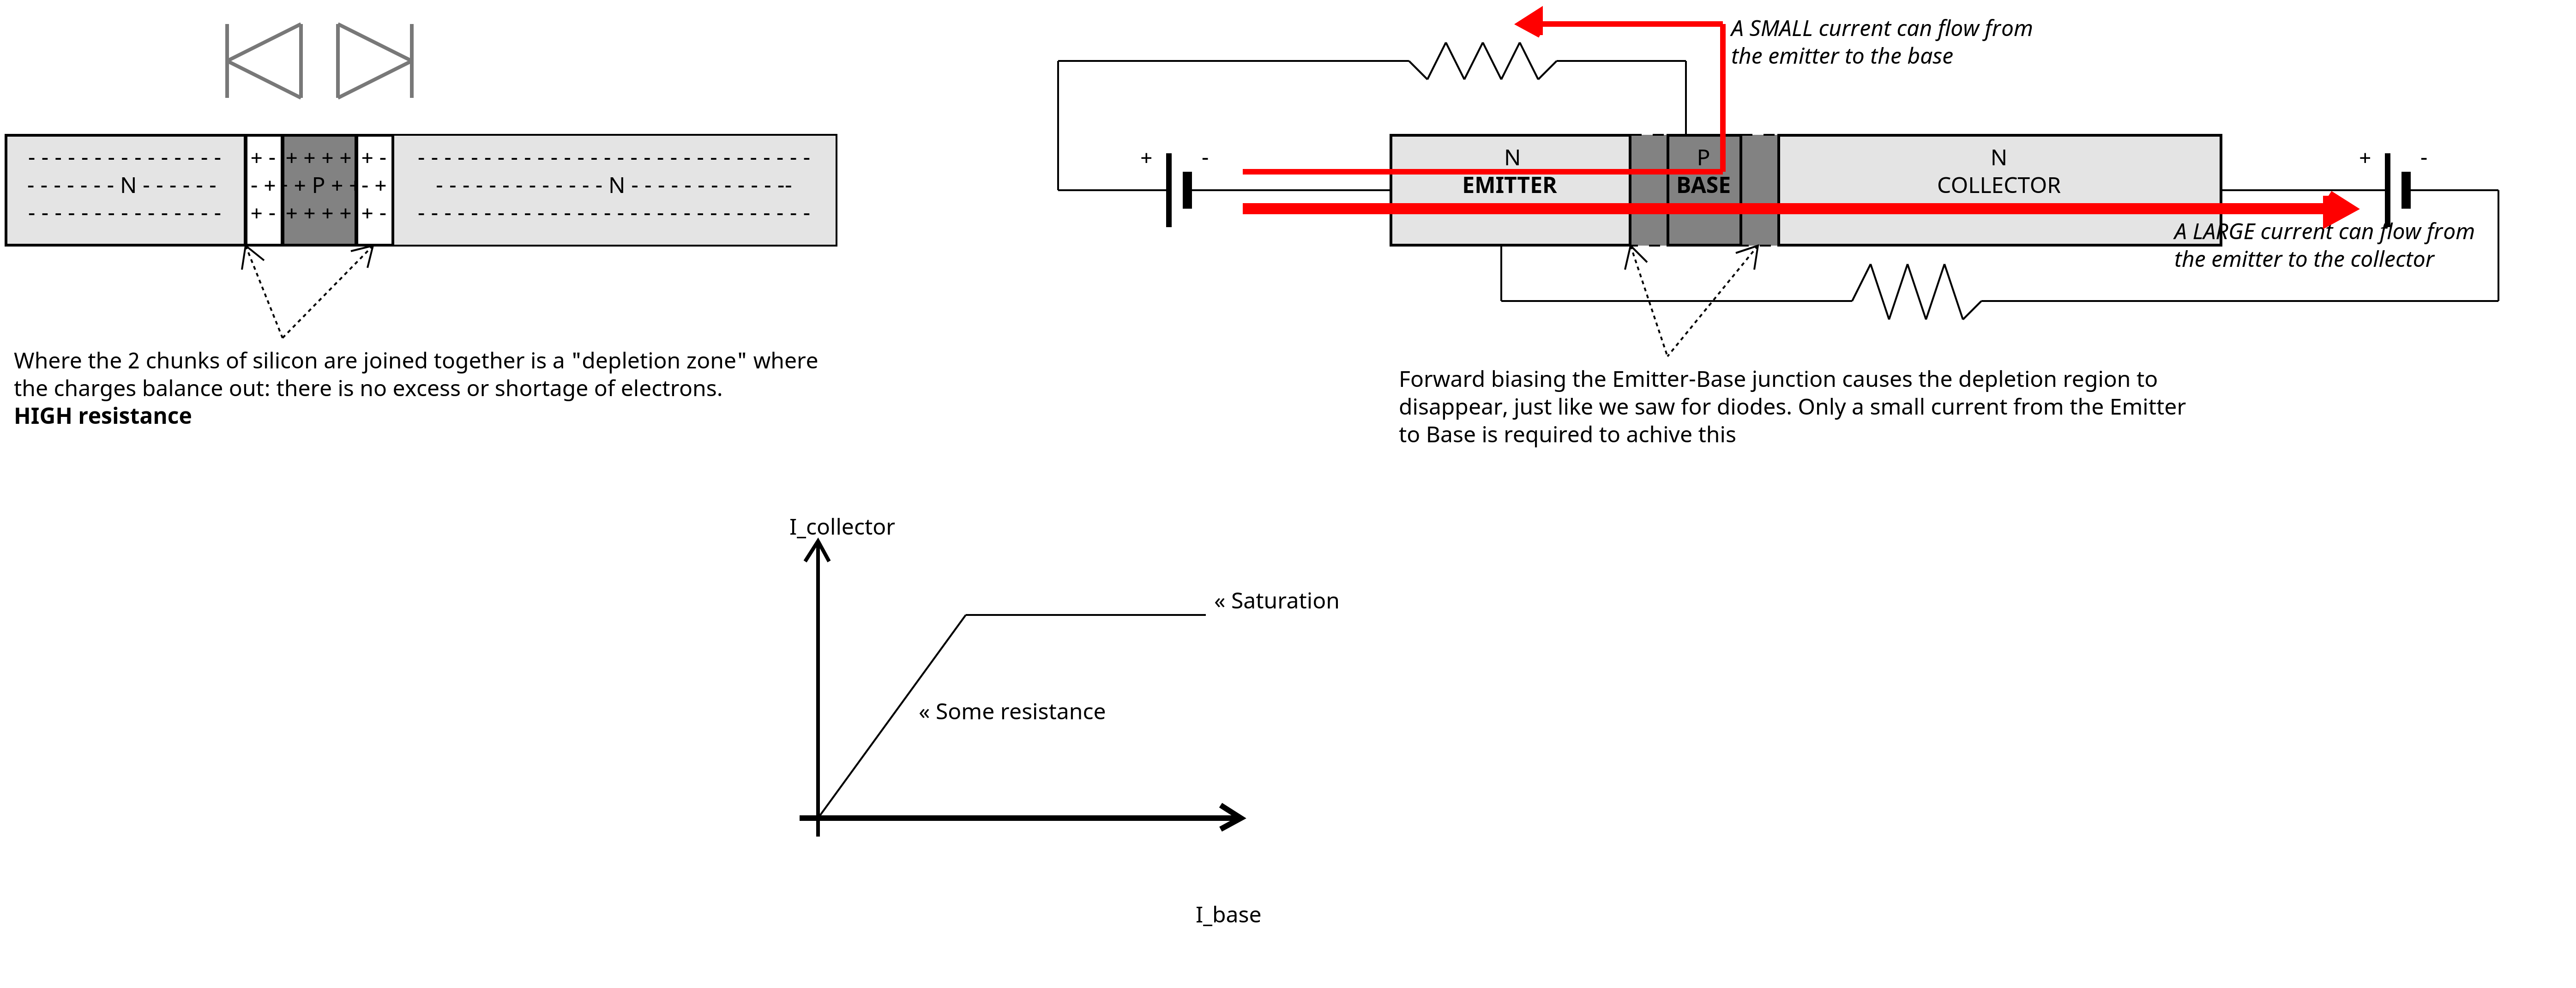 A SMALL current can flow from
the emitter to the base
- - - - - - - - - - - - - - - + - + + + + + - - - - - - - - - - - - - - - - - - - - - - - - - - - - - - -
- - - - - - - N - - - - - - - + + P + - + - - - - - - - - - - - - - N - - - - - - - - - - - --
- - - - - - - - - - - - - - - + - + + + + + - - - - - - - - - - - - - - - - - - - - - - - - - - - - - - -
+ -
N P N
EMITTER BASE COLLECTOR
+ -
A LARGE current can flow from
the emitter to the collector
Where the 2 chunks of silicon are joined together is a "depletion zone" where
the charges balance out: there is no excess or shortage of electrons.
HIGH resistance
Forward biasing the Emitter-Base junction causes the depletion region to
disappear, just like we saw for diodes. Only a small current from the Emitter
to Base is required to achive this
I_collector
« Saturation
« Some resistance
I_base